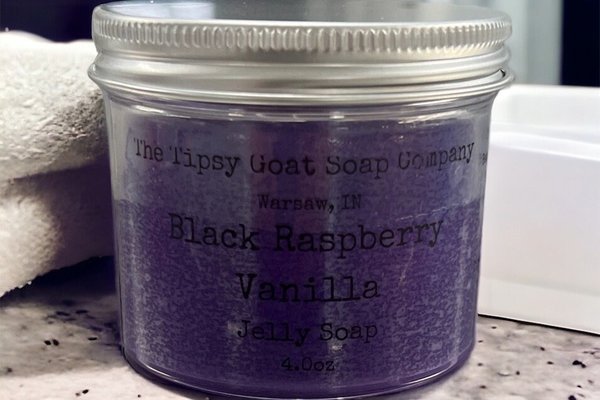 The Tipsy Goat Soap Company
Warsaw, IN
Black Raspberry
Vanilla
Jelly Soap
4.0oz